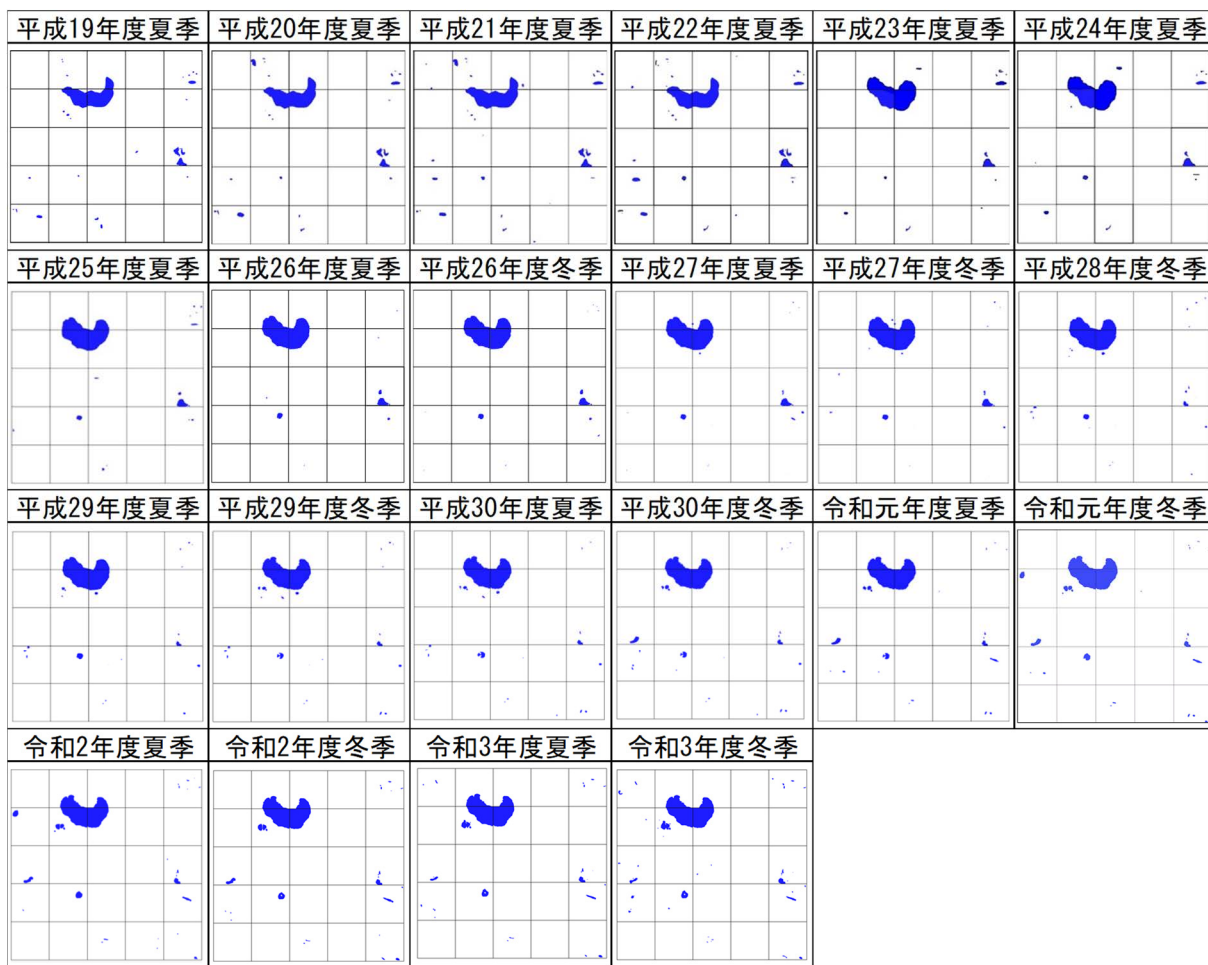 平成19年度夏季 平成20年度夏季 平成21年度夏季 平成22年度夏季 平成23年度夏季 平成24年度夏季
平成25年度夏季 平成26年度夏季 平成26年度冬季 平成27年度夏季 平成27年度冬季 平成28年度冬季
平成29年度夏季 平成29年度冬季 平成30年度夏季 平成30年度冬季 令和元年度夏季 令和元年度冬季
令和2年度夏季 令和2年度冬季 令和3年度夏季 令和3年度冬季